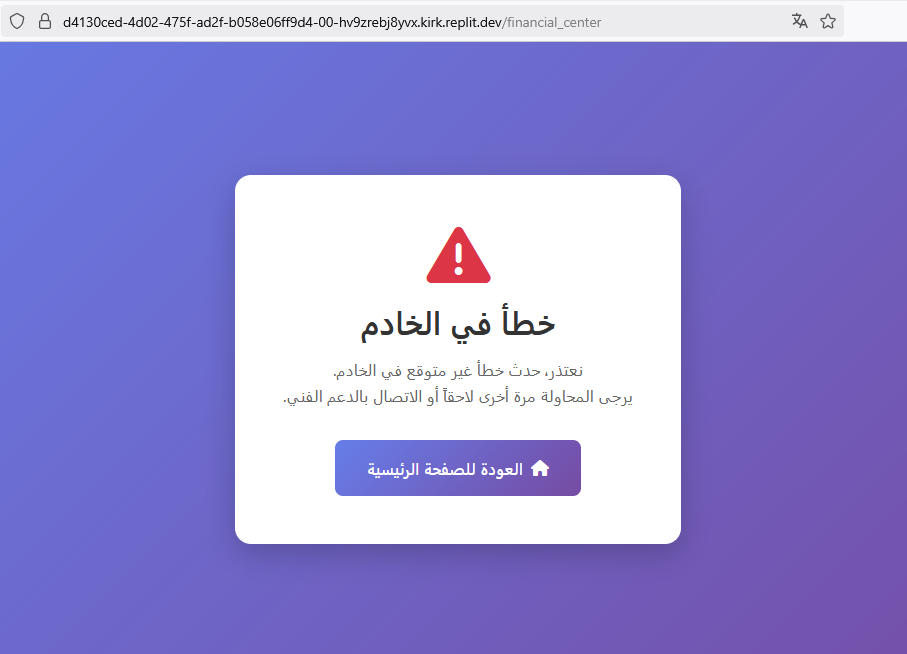 d4130ced-4d02-475f-ad2f-b058e06ff9d4-00-hv9zrebj8yvx.kirk.replit.dev/financial_center
خطأ في الخادم
نعتذر، حدث خطأ غير متوقع في الخادم.
يرجى المحاولة مرة أخرى لاحقاً أو الاتصال بالدعم الفني.
العودة للصفحة الرئيسية